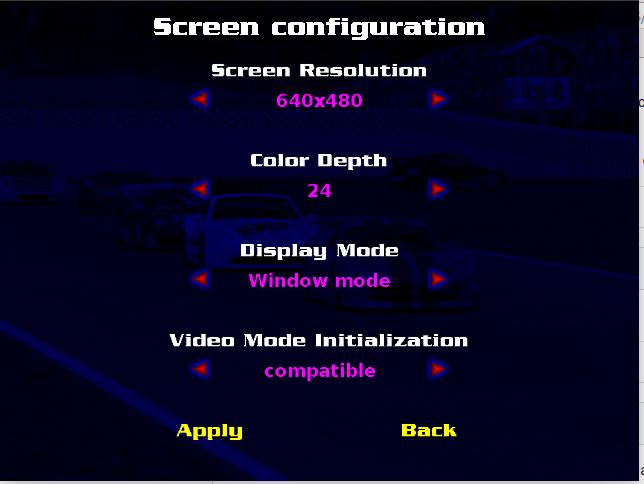 Screen configuration
Screen Resolution
640x480
Color Depth
24
Display Mode
Window mode
Video Mode Initialization
compatible
Apply Back